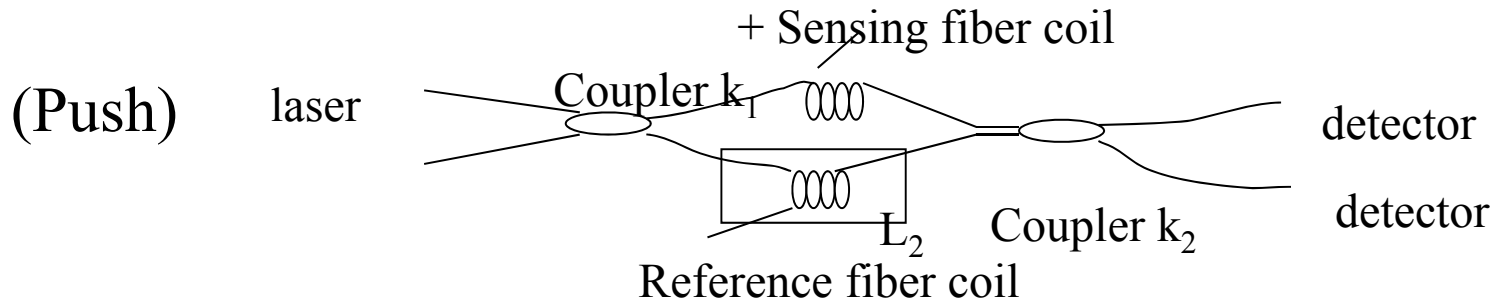 + Sensing fiber coil
(Push) laser Coupler k₁ detector
L₂ Coupler k₂ detector
Reference fiber coil